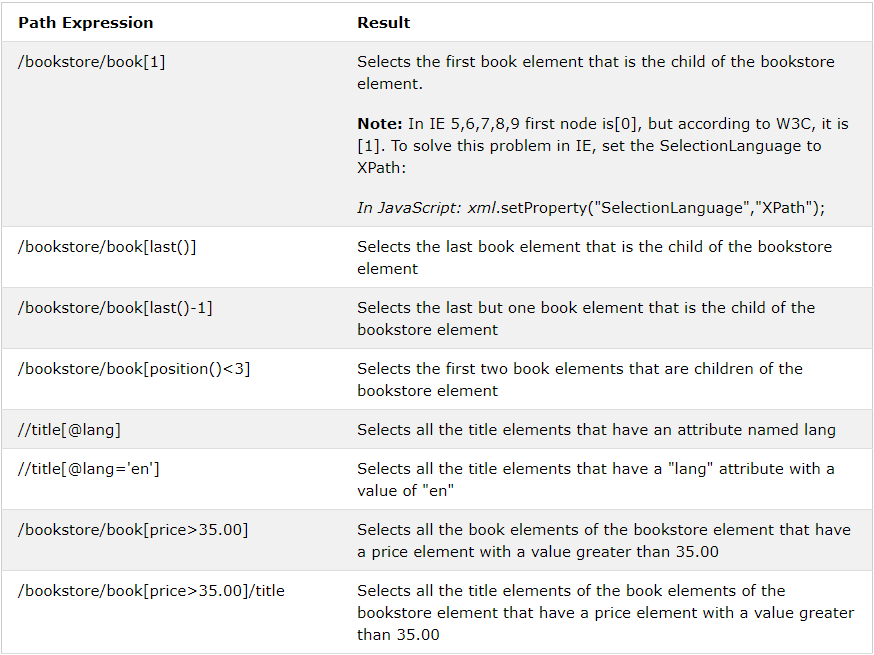 Path Expression Result
/bookstore/book[1] Selects the first book element that is the child of the bookstore
element.
Note: In IE 5,6,7,8,9 first node is[0], but according to W3C, it is
[1]. To solve this problem in IE, set the SelectionLanguage to
XPath:
In JavaScript: xml.setProperty("SelectionLanguage","XPath");
/bookstore/book[last()] Selects the last book element that is the child of the bookstore
element
/bookstore/book[last()-1] Selects the last but one book element that is the child of the
bookstore element
/bookstore/book[position()<3] Selects the first two book elements that are children of the
bookstore element
//title[@lang] Selects all the title elements that have an attribute named lang
//title[@lang='en'] Selects all the title elements that have a "lang" attribute with a
value of "en"
/bookstore/book[price>35.00] Selects all the book elements of the bookstore element that have
a price element with a value greater than 35.00
/bookstore/book[price>35.00]/title Selects all the title elements of the book elements of the
bookstore element that have a price element with a value greater
than 35.00